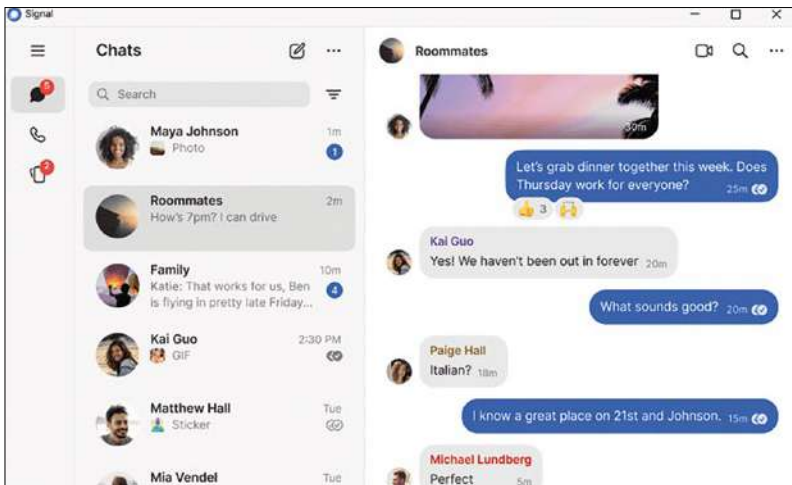 Signal
5
2
Chats
Search
Maya Johnson
1m
Photo
1
Roommates
2m
How's 7pm? I can drive
Family
10m
Katie: That works for us, Ben
is flying in pretty late Friday...
4
Kai Guo
2:30 PM
GIF
Matthew Hall
Tue
Sticker
Mia Vendel
Tue
Roommates
30m
Let's grab dinner together this week. Does
Thursday work for everyone?
25m
3
Kai Guo
Yes! We haven't been out in forever 20m
What sounds good? 20m
Paige Hall
Italian? 18m
I know a great place on 21st and Johnson. 15m
Michael Lundberg
Perfect 5m